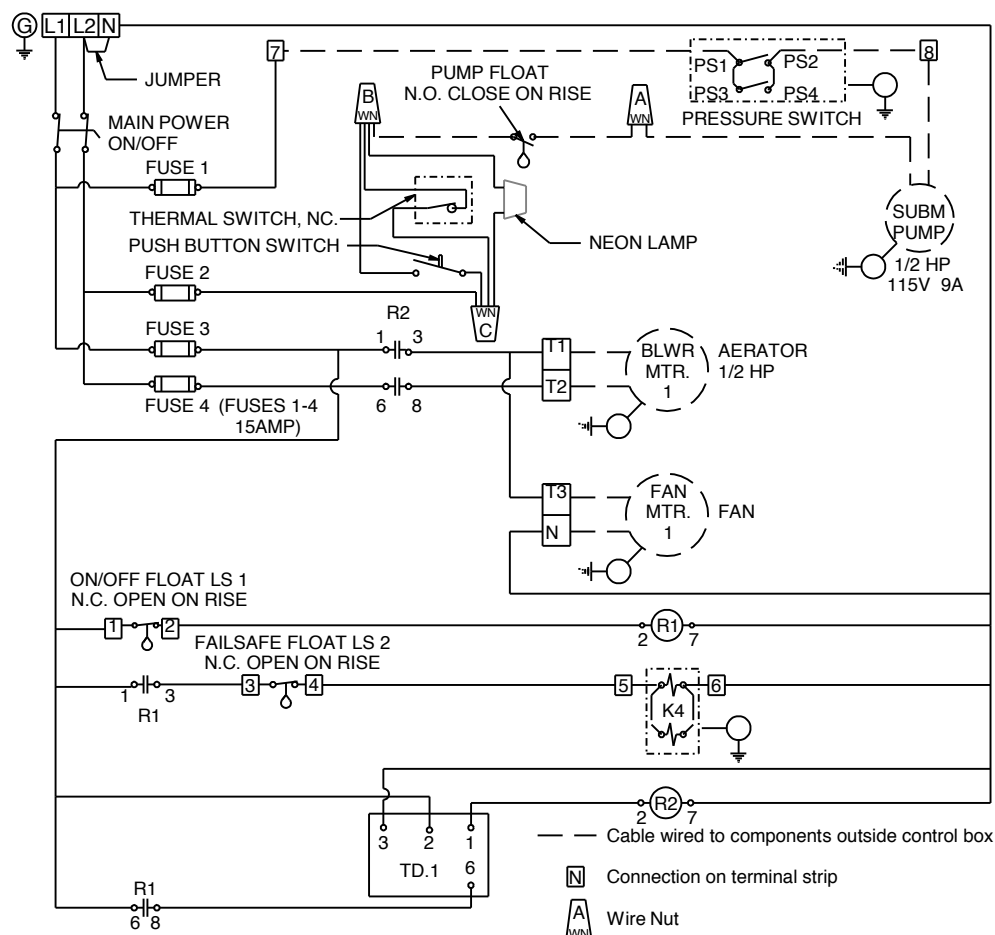 G L1 L2 N
JUMPER
7
PS1 PS2
PS3 PS4
PRESSURE SWITCH
8
PUMP FLOAT
N.O. CLOSE ON RISE
B
WN
A
WN
MAIN POWER
ON/OFF
FUSE 1
THERMAL SWITCH, NC.
PUSH BUTTON SWITCH
NEON LAMP
SUBM
PUMP
1/2 HP
115V 9A
FUSE 2
WN
C
FUSE 3
R2
1 3
T1
BLWR
MTR.
1
AERATOR
1/2 HP
T2
FUSE 4 (FUSES 1-4
15AMP)
6 8
T3
FAN
MTR.
1
FAN
N
ON/OFF FLOAT LS 1
N.C. OPEN ON RISE
1 2
2 R1 7
FAILSAFE FLOAT LS 2
N.C. OPEN ON RISE
1 3
R1
3 4
5 6
K4
2 R2 7
3 2 1
TD.1 6
R1
6 8
Cable wired to components outside control box
N Connection on terminal strip
A
WN
Wire Nut